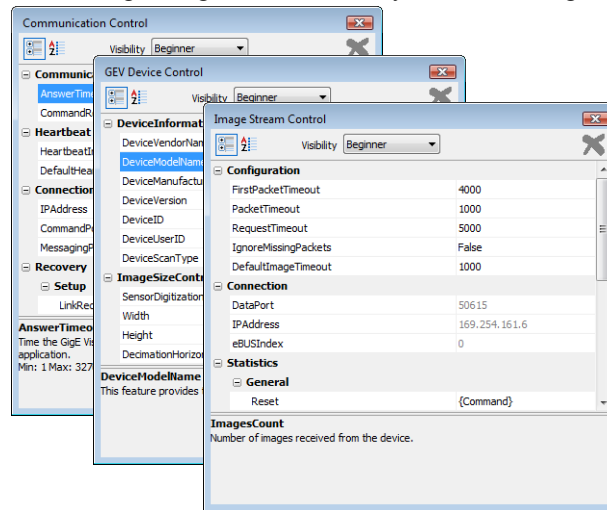 Communication Control
Visibility Beginner
Communic
AnswerTime
CommandR
Heartbeat
HeartbeatIn
DefaultHea
Connection
IPAddress
CommandPo
MessagingP
Recovery
Setup
LinkRec
AnswerTimeo
Time the GigE Vis
application.
Min: 1 Max: 327
GEV Device Control
Visibility Beginner
DeviceInformat
DeviceVendorNam
DeviceModelName
DeviceManufactu
DeviceVersion
DeviceID
DeviceUserID
DeviceScanType
ImageSizeContr
SensorDigitization
Width
Height
DecimationHorizon
DeviceModelName
This feature provides
Image Stream Control
Visibility Beginner
Configuration
FirstPacketTimeout 4000
PacketTimeout 1000
RequestTimeout 5000
IgnoreMissingPackets False
DefaultImageTimeout 1000
Connection
DataPort 50615
IPAddress 169.254.161.6
eBUSIndex 0
Statistics
General
Reset {Command}
ImagesCount
Number of images received from the device.